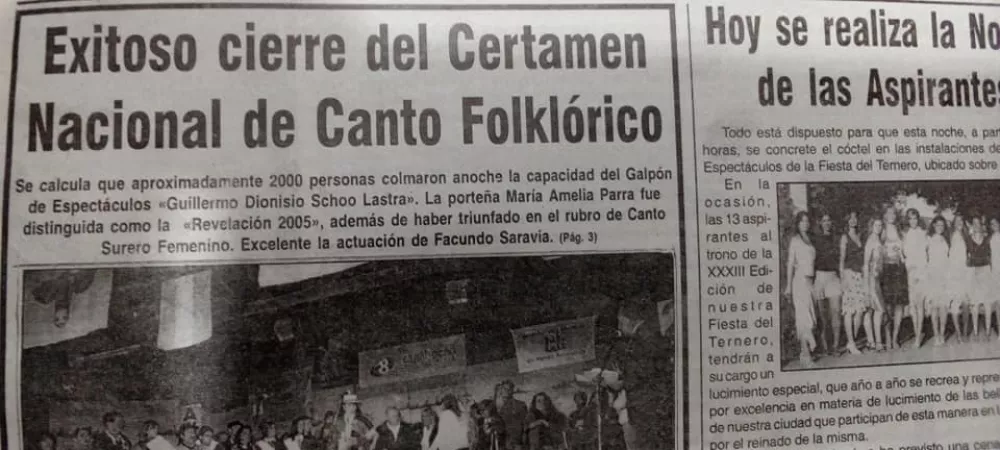 Exitoso cierre del Certamen
Nacional de Canto Folklórico
Se calcula que aproximadamente 2000 personas colmaron anoche la capacidad del Galpón
de Espectáculos «Guillermo Dionisio Schoo Lastra». La porteña María Amelia Parra fue
distinguida como la «Revelación 2005», además de haber triunfado en el rubro de Canto
Surero Femenino. Excelente la actuación de Facundo Saravia. (Pág. 3)
Hoy se realiza la No
de las Aspirantes
Todo está dispuesto para que esta noche, a par
horas, se concrete el cóctel en las instalaciones de
Espectáculos de la Fiesta del Ternero, ubicado sobre
En la
ocasión,
las 13 aspi-
rantes al
trono de la
XXXIII Edi-
ción de
nuestra
Fiesta del
Ternero,
tendrán a
su cargo un
lucimiento especial, que año a año se recrea y repre
por excelencia en materia de lucimiento de las bel
de nuestra ciudad que participan de esta manera en
por el reinado de la misma.
previsto una cena